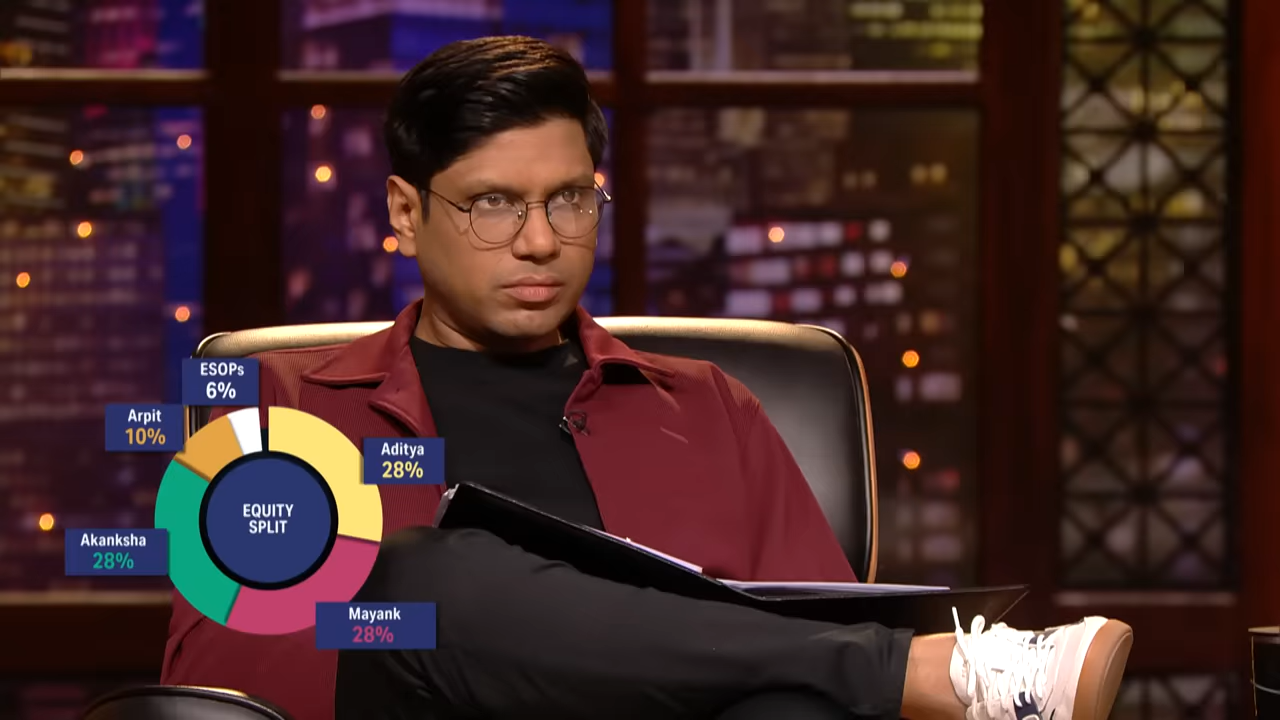 ESOPs
6%
Arpit
10%
Aditya
28%
EQUITY
SPLIT
Akanksha
28%
Mayank
28%